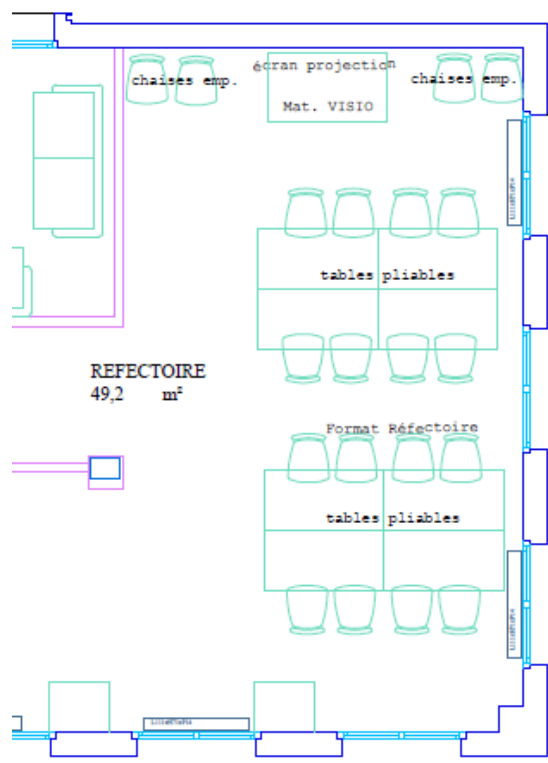 écran projection
chaises emp.
chaises emp.
Mat. VISIO
tables pliables
REFECTOIRE
49,2 m²
Format Réfectoire
tables pliables